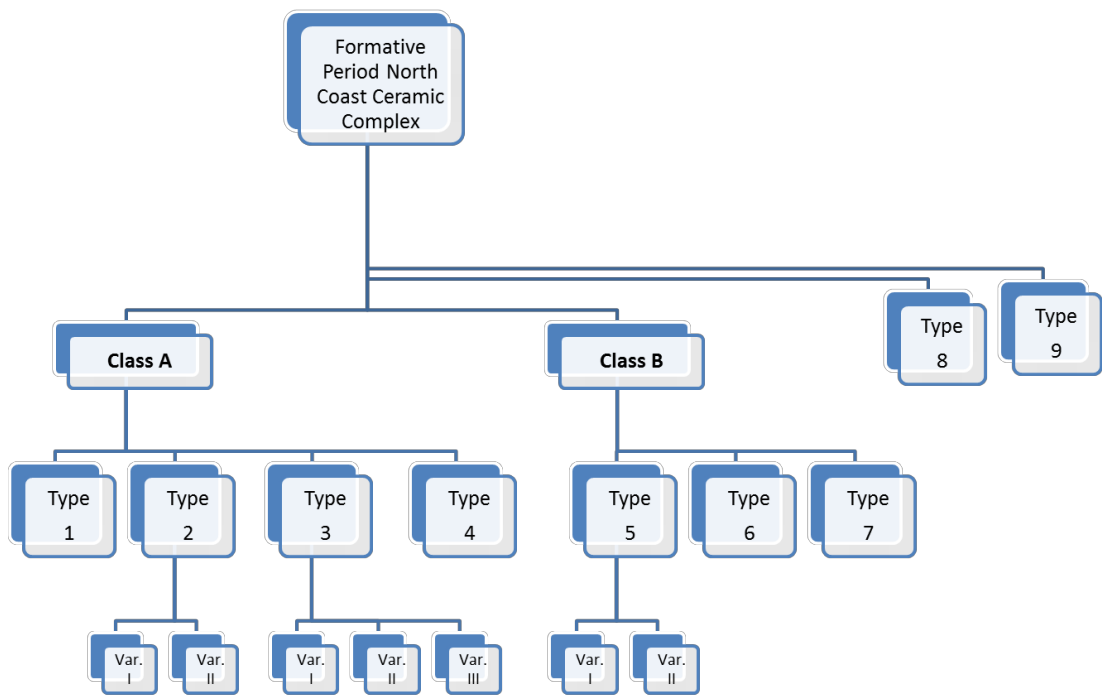 Formative
Period North
Coast Ceramic
Complex
Type
8
Type
9
Class A
Class B
Type
1
Type
2
Type
3
Type
4
Type
5
Type
6
Type
7
Var.
I
Var.
II
Var.
I
Var.
II
Var.
III
Var.
I
Var.
II